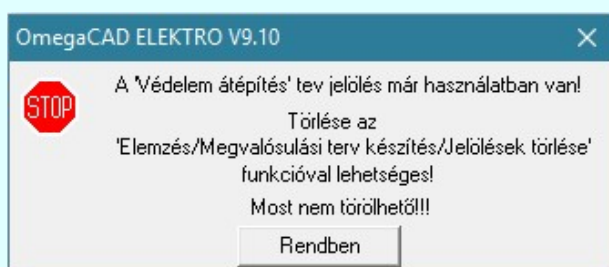 OmegaCAD ELEKTRO V9.10
STOP
A 'Védelem átépítés' tev jelölés már használatban van!
Törlése az
'Elemzés/Megvalósulási terv készítés/Jelölések törlése'
funkcióval lehetséges!
Most nem törölhető!!!
Rendben